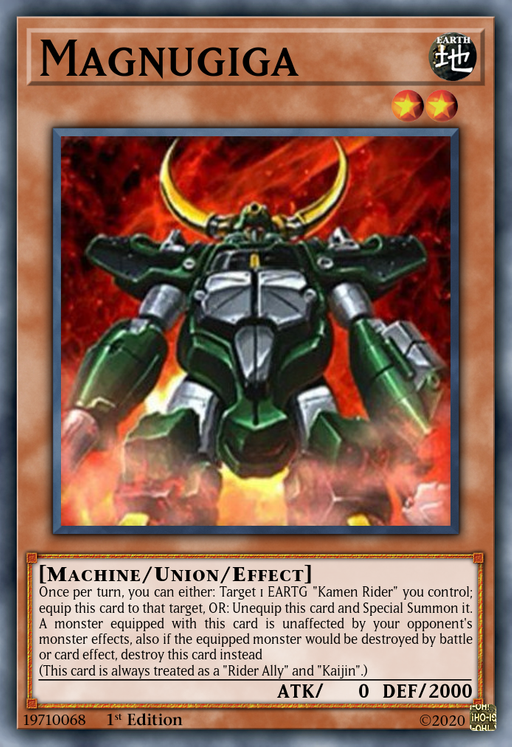 MAGNUGIGA
EARTH
地
[MACHINE/UNION/EFFECT]
Once per turn, you can either: Target 1 EARTG "Kamen Rider" you control;
equip this card to that target, OR: Unequip this card and Special Summon it.
A monster equipped with this card is unaffected by your opponent's
monster effects, also if the equipped monster would be destroyed by battle
or card effect, destroy this card instead
(This card is always treated as a "Rider Ally" and "Kaijin".)
ATK/ 0 DEF/2000
19710068 1st Edition ©2020